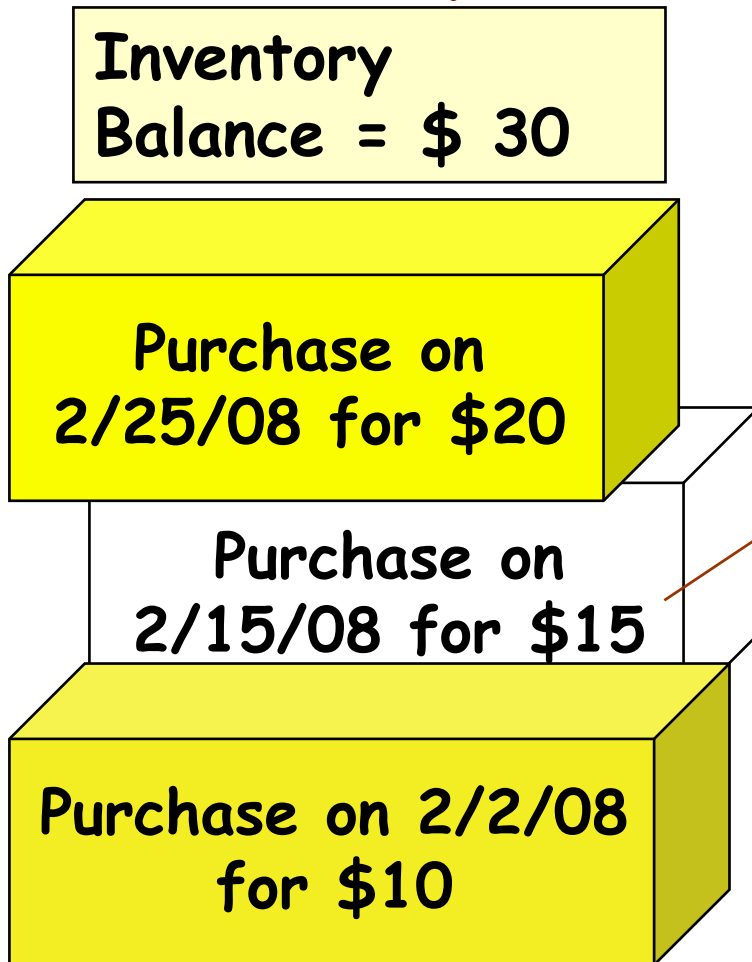 Inventory
Balance = $ 30
Purchase on
2/25/08 for $20
Purchase on
2/15/08 for $15
Purchase on 2/2/08
for $10